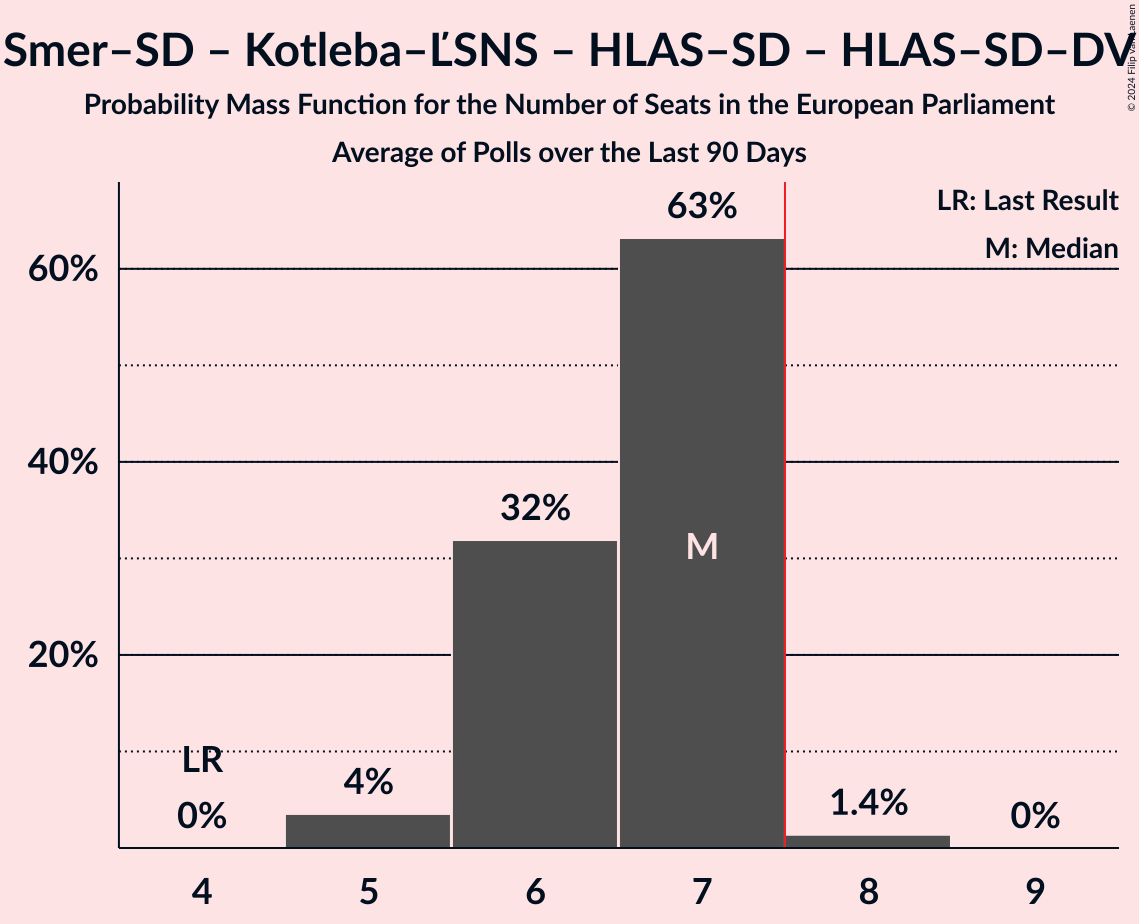 Smer–SD – Kotleba–ĽSNS – HLAS–SD – HLAS–SD–DV
Probability Mass Function for the Number of Seats in the European Parliament
Average of Polls over the Last 90 Days
© 2024 Filip van Laenen
LR: Last Result
M: Median
63%
60%
40%
32%
M
20%
LR
4%
1.4%
0%
0%
4 5 6 7 8 9